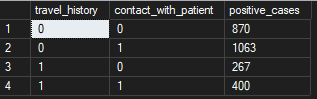 travel_history contact_with_patient positive_cases
1 0 0 870
2 0 1 1063
3 1 0 267
4 1 1 400